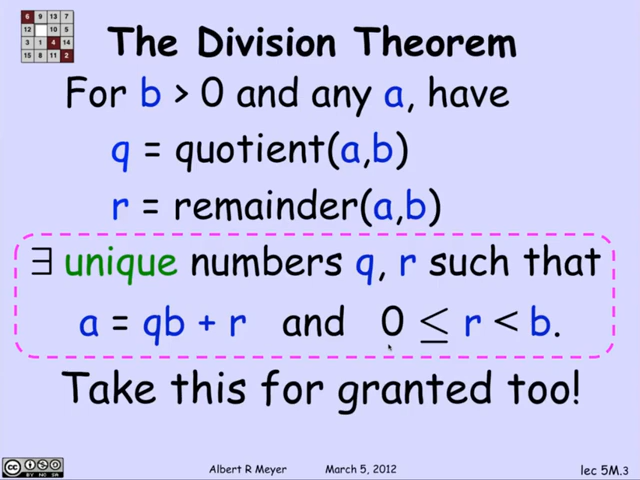 The Division Theorem
For b > 0 and any a, have
q = quotient(a,b)
r = remainder(a,b)
∃ unique numbers q, r such that
a = qb + r and 0 ≤ r < b.
Take this for granted too!
Albert R Meyer March 5, 2012 lec 5M.3